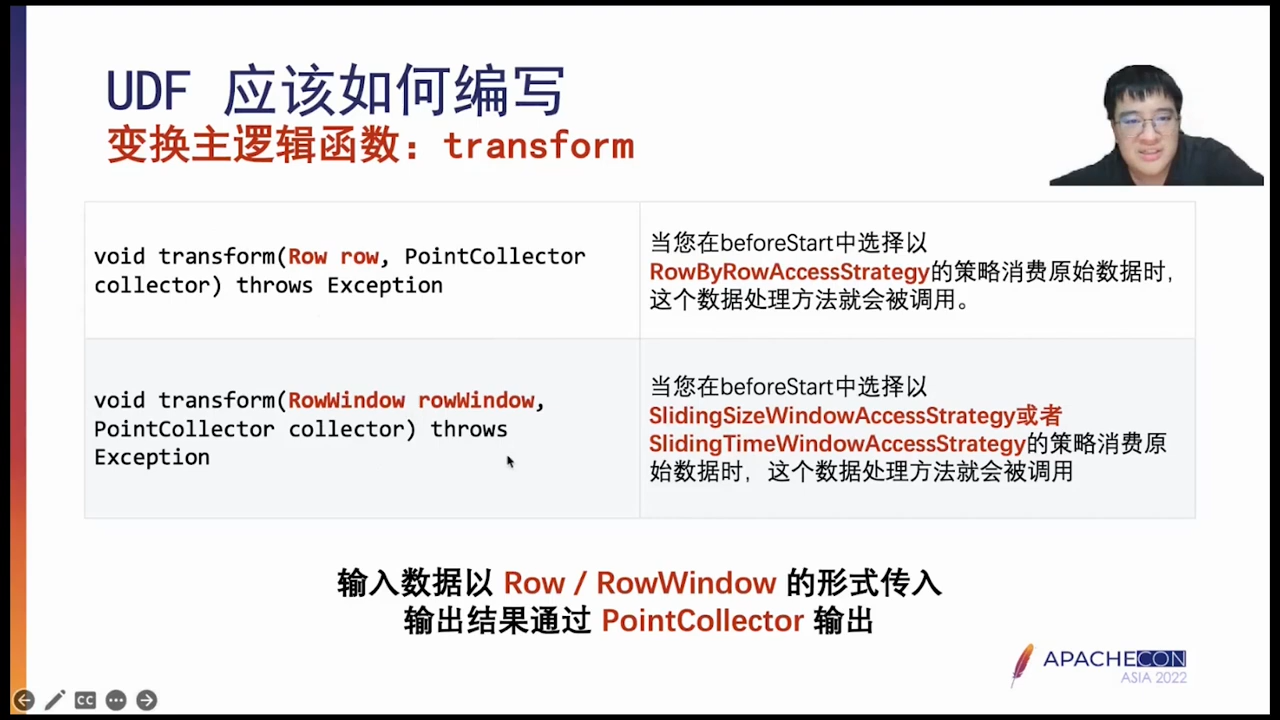 UDF 应该如何编写
变换主逻辑函数：transform
void transform(Row row, PointCollector
collector) throws Exception
当您在beforeStart中选择以
RowByRowAccessStrategy的策略消费原始数据时，
这个数据处理方法就会被调用。
void transform(RowWindow rowWindow,
PointCollector collector) throws
Exception
当您在beforeStart中选择以
SlidingSizeWindowAccessStrategy或者
SlidingTimeWindowAccessStrategy的策略消费原
始数据时，这个数据处理方法就会被调用
输入数据以 Row / RowWindow 的形式传入
输出结果通过 PointCollector 输出
APACHECON
ASIA 2022
CC